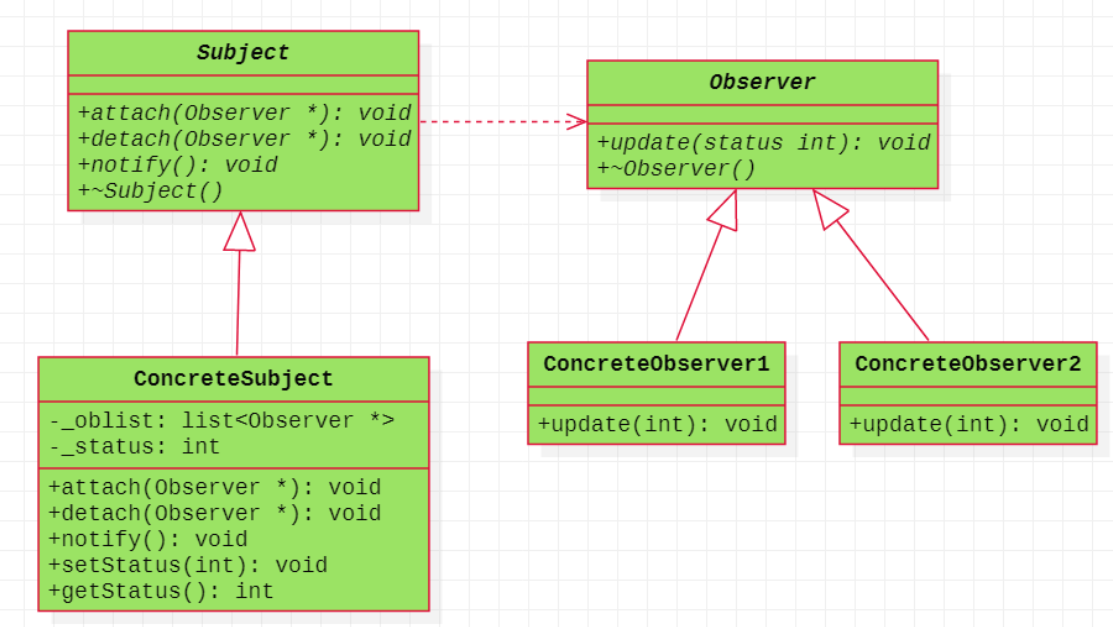 Subject
+attach(Observer *): void
+detach(Observer *): void
+notify(): void
+~Subject()
Observer
+update(status int): void
+~Observer()
ConcreteSubject
-_oblist: list<Observer *>
-_status: int
+attach(Observer *): void
+detach(Observer *): void
+notify(): void
+setStatus(int): void
+getStatus(): int
ConcreteObserver1
+update(int): void
ConcreteObserver2
+update(int): void